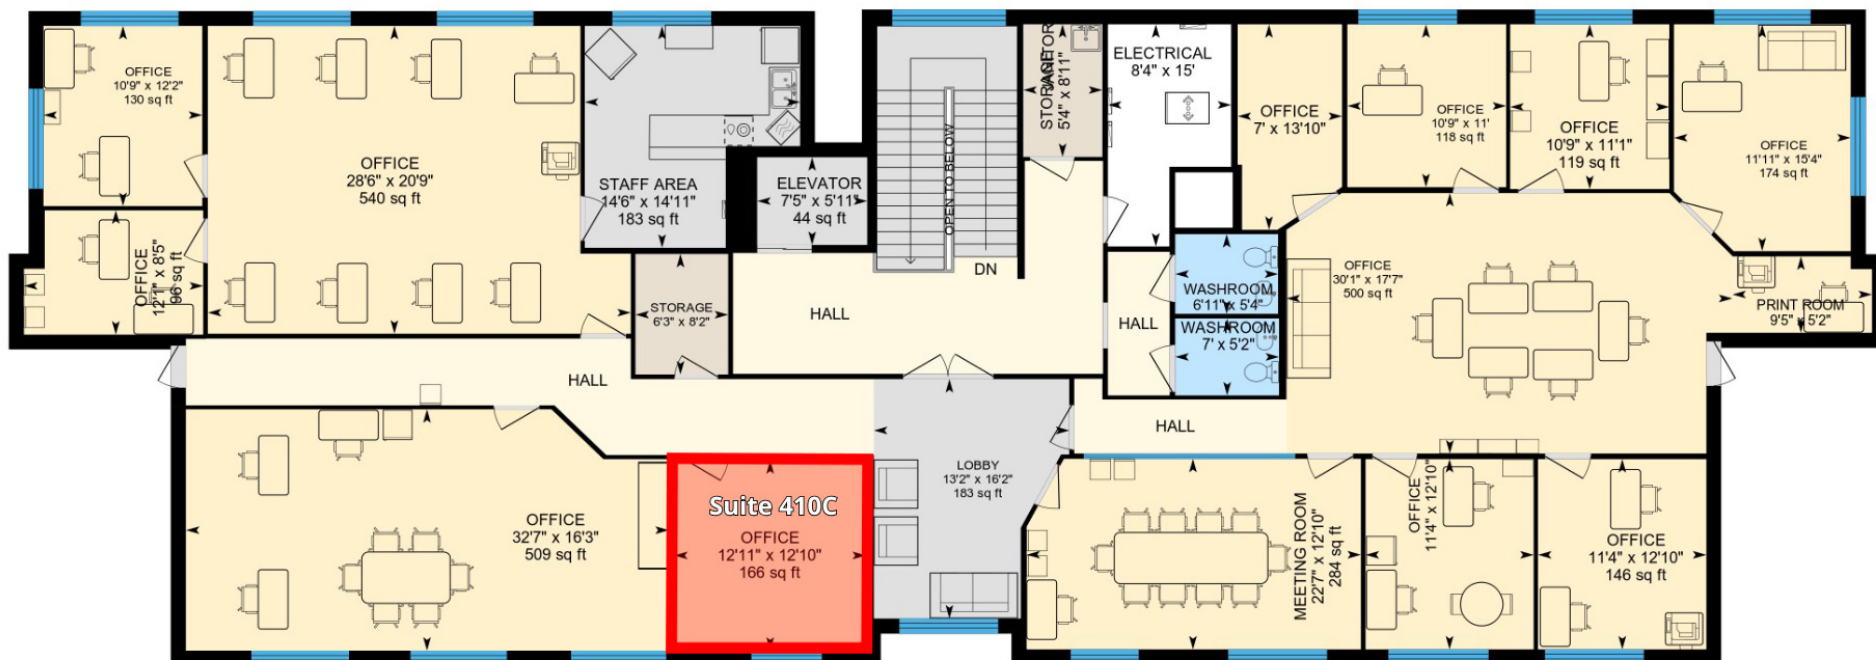 OFFICE
10'9" x 12'2"
130 sq ft
OFFICE
28'6" x 20'9"
540 sq ft
STAFF AREA
14'6" x 14'11"
183 sq ft
ELEVATOR
7'5" x 5'11"
44 sq ft
OPEN TO BELOW
DN
STORAGE
JANITOR
5'4" x 8'11"
ELECTRICAL
8'4" x 15'
OFFICE
7' x 13'10"
OFFICE
10'9" x 11'
118 sq ft
OFFICE
10'9" x 11'1"
119 sq ft
OFFICE
11'11" x 15'4"
174 sq ft
OFFICE
12'1" x 8'5"
96 sq ft
STORAGE
6'3" x 8'2"
HALL
HALL
WASHROOM
6'11" x 5'4"
WASHROOM
7' x 5'2"
OFFICE
30'1" x 17'7"
500 sq ft
PRINT ROOM
9'5" x 5'2"
HALL
HALL
LOBBY
13'2" x 16'2"
183 sq ft
OFFICE
32'7" x 16'3"
509 sq ft
Suite 410C
OFFICE
12'11" x 12'10"
166 sq ft
MEETING ROOM
22'7" x 12'10"
284 sq ft
OFFICE
11'4" x 12'10"
OFFICE
11'4" x 12'10"
146 sq ft